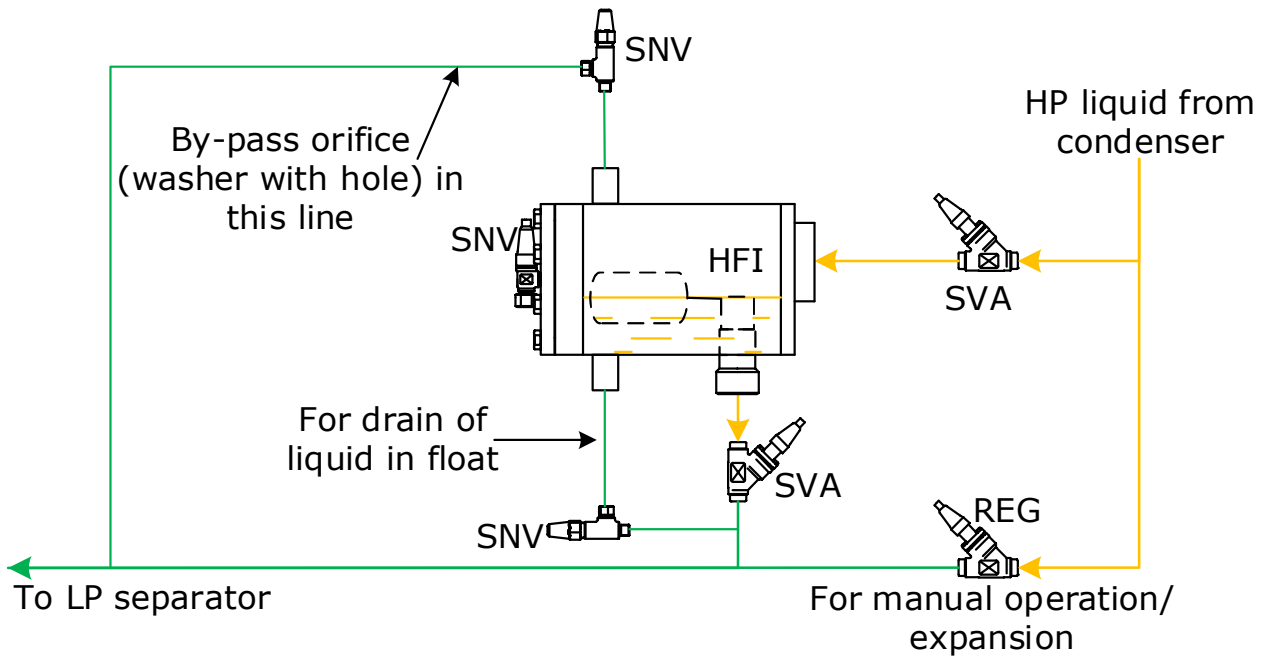 SNV
HP liquid from
condenser
By-pass orifice
(washer with hole) in
this line
SNV
HFI
SVA
For drain of
liquid in float
SVA
SNV
REG
To LP separator
For manual operation/
expansion